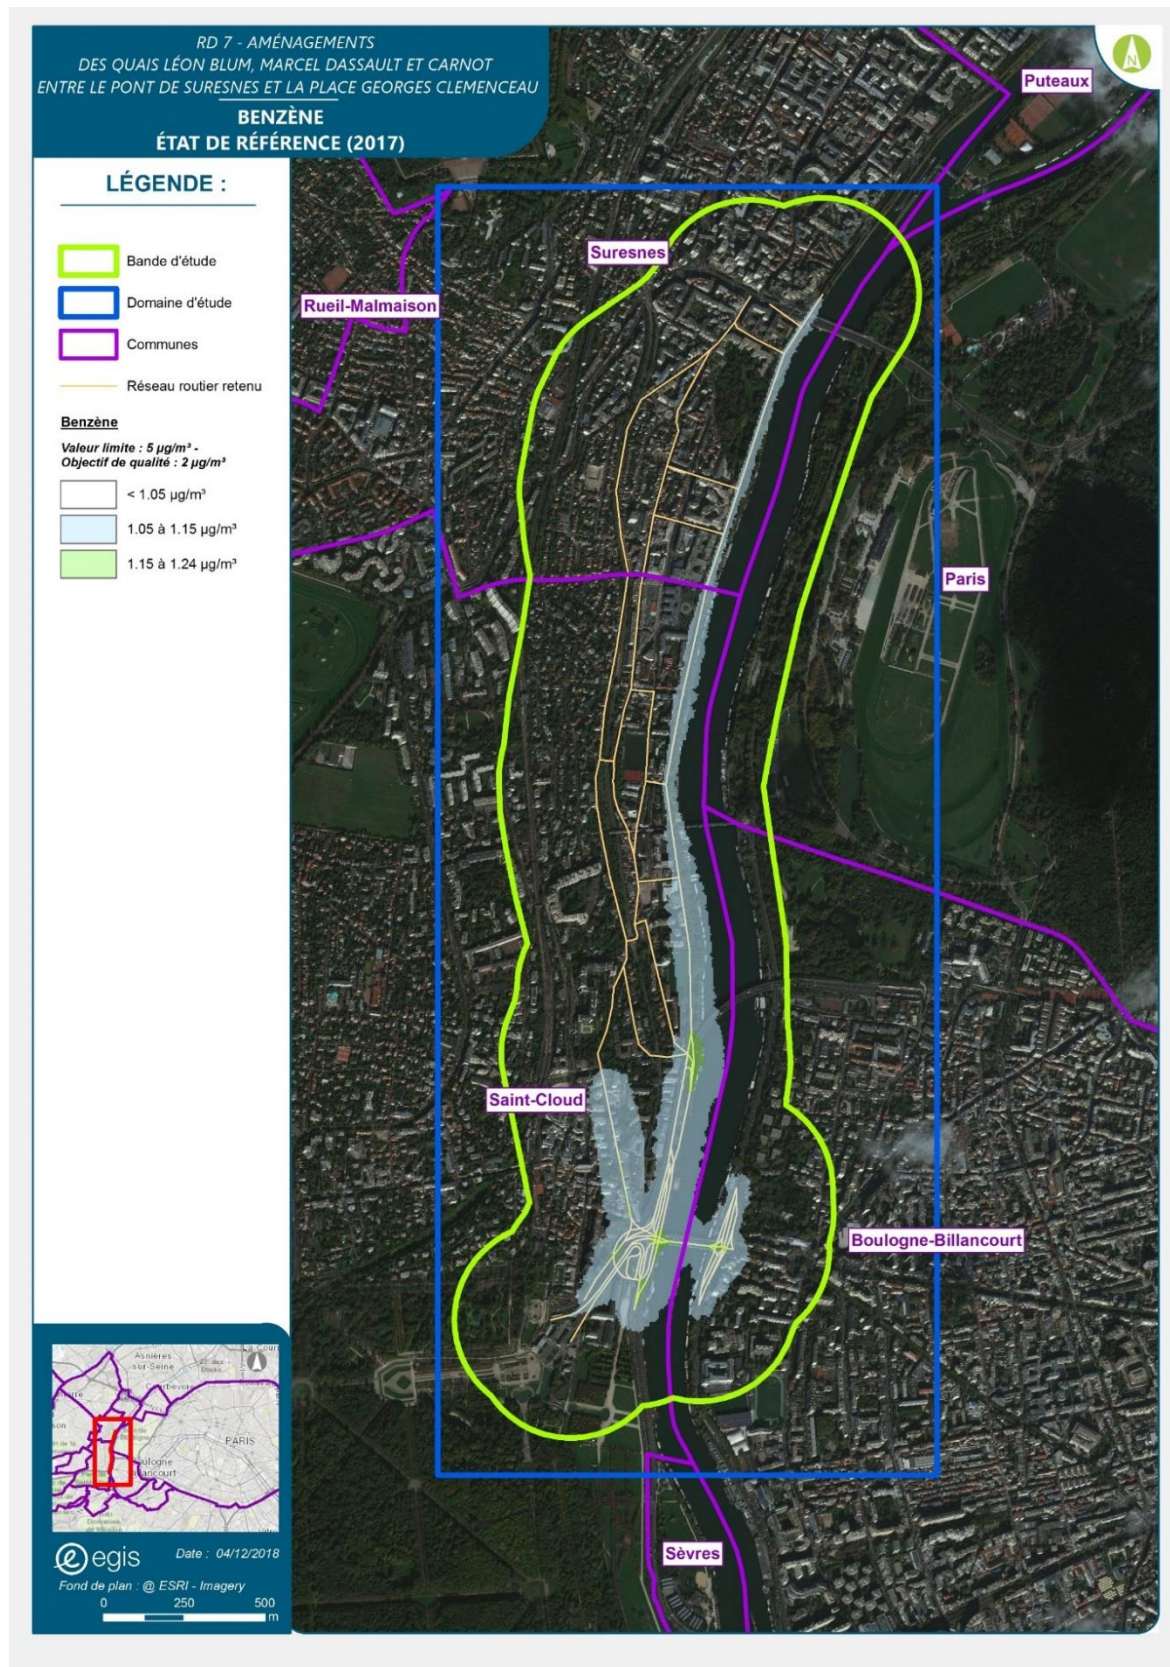 RD 7 - AMÉNAGEMENTS
DES QUAIS LÉON BLUM, MARCEL DASSAULT ET CARNOT
ENTRE LE PONT DE SURESNES ET LA PLACE GEORGES CLEMENCEAU
BENZÈNE
ÉTAT DE RÉFÉRENCE (2017)
N
LÉGENDE :
Bande d'étude
Domaine d'étude
Communes
Réseau routier retenu
Benzène
Valeur limite : 5 µg/m³ -
Objectif de qualité : 2 µg/m³
< 1.05 µg/m³
1.05 à 1.15 µg/m³
1.15 à 1.24 µg/m³
Puteaux
Suresnes
Rueil-Malmaison
Paris
Saint-Cloud
Boulogne-Billancourt
Sèvres
Asnières
sur-Seine
Courbevoie
PARIS
egis
Date : 04/12/2018
Fond de plan : @ ESRI - Imagery
0 250 500
m